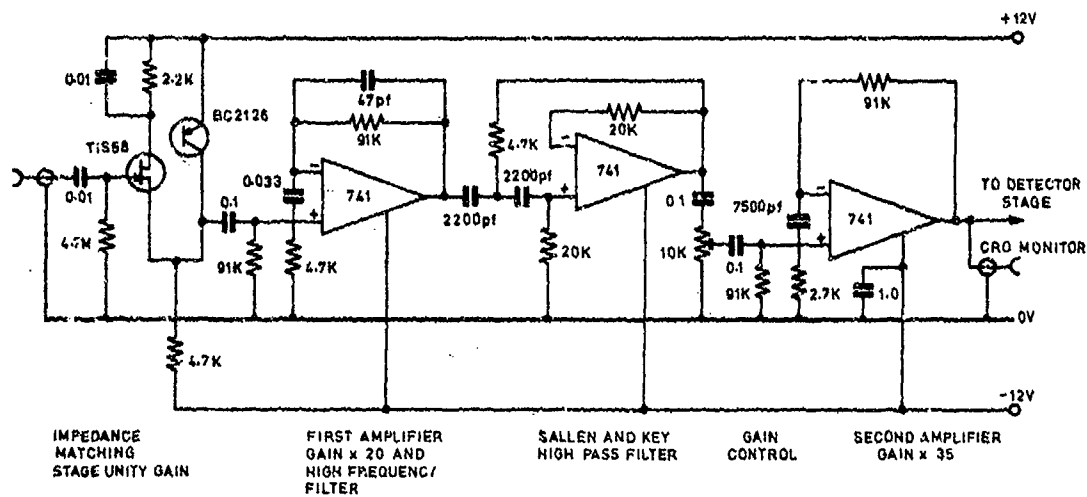 +12V
0.01
2.2K
47pf
91K
91K
BC2126
20K
TiS58
4.7K
741
0.033
2200pf
2200pf
741
0.01
0.1
0.1
7500pf
741
TO DETECTOR
STAGE
CRO MONITOR
4.7M
91K
4.7K
20K
10K
0.1
91K
2.7K
1.0
0V
4.7K
-12V
IMPEDANCE
MATCHING
STAGE UNITY GAIN
FIRST AMPLIFIER
GAIN x 20 AND
HIGH FREQUENCY
FILTER
SALLEN AND KEY
HIGH PASS FILTER
GAIN
CONTROL
SECOND AMPLIFIER
GAIN x 35